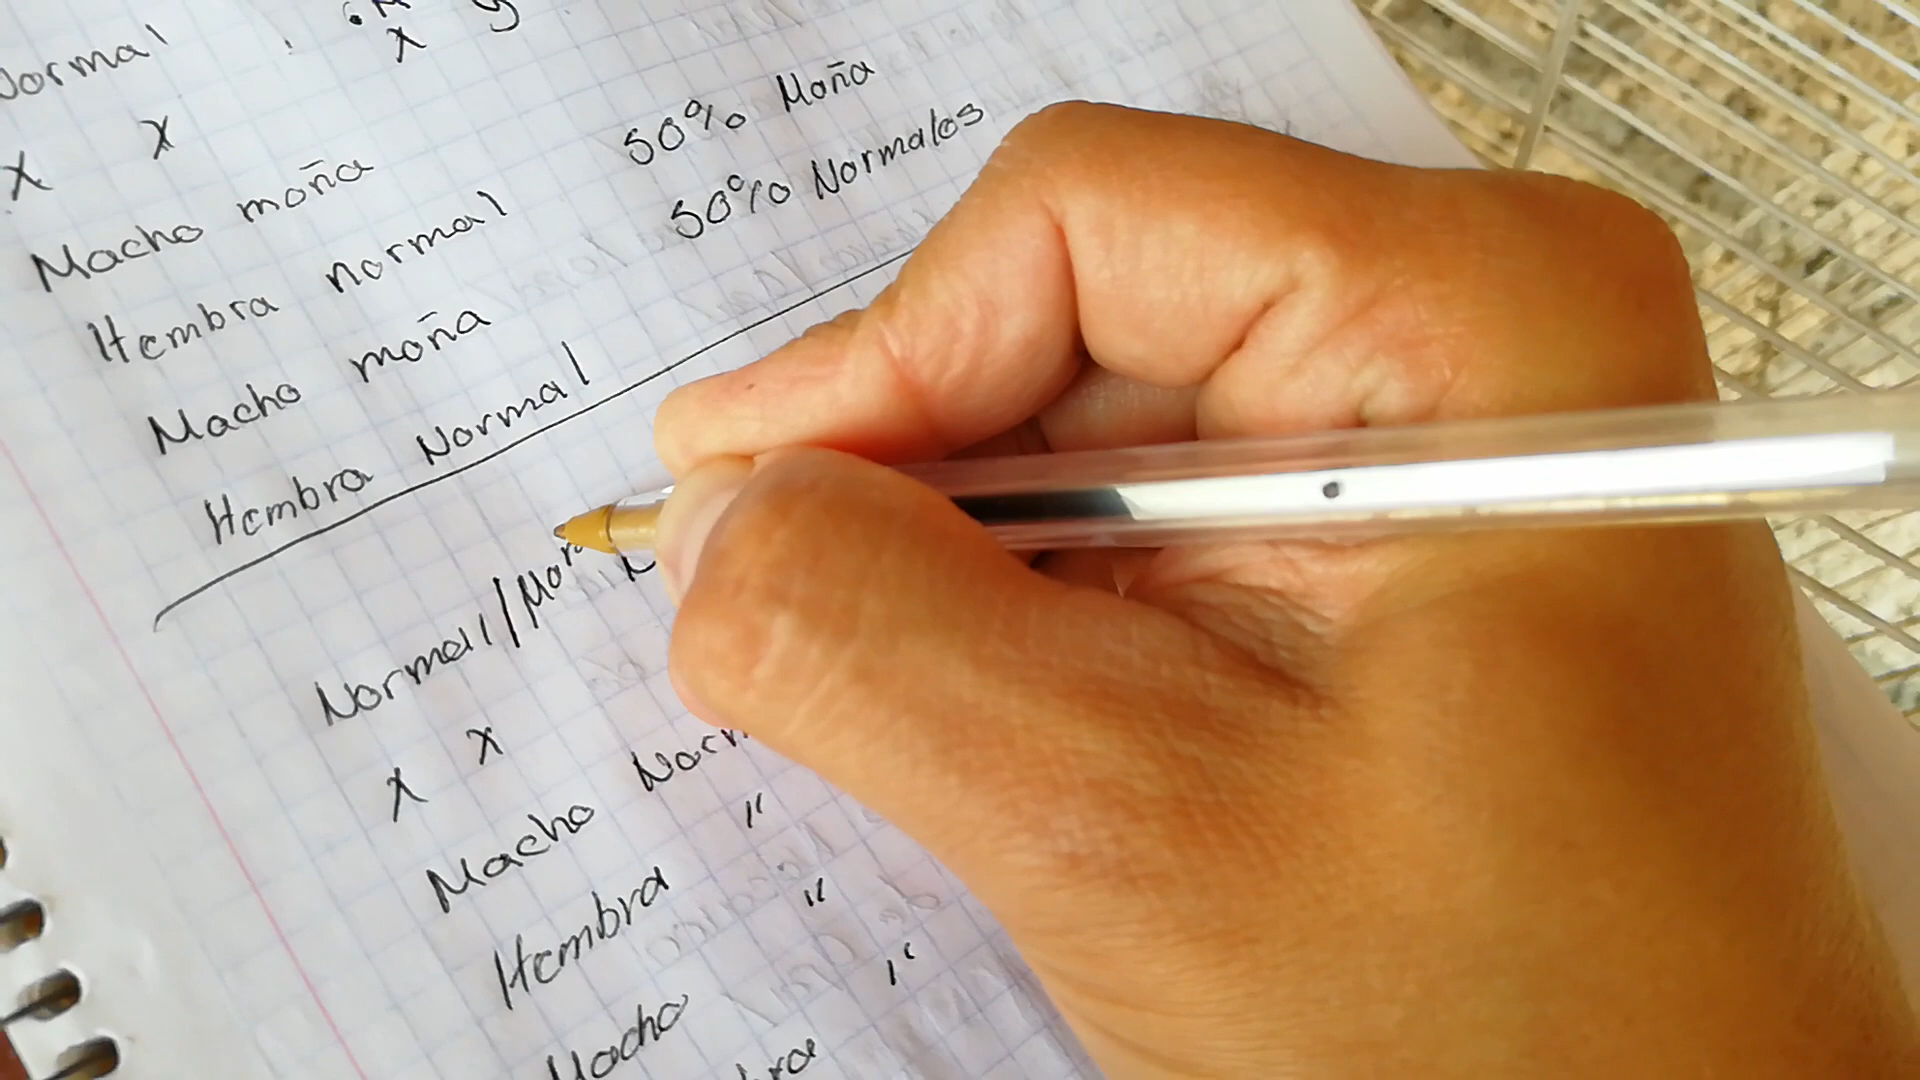 Normal
x y
x x
Macho moña 50% Moña
Hembra normal 50% Normales
Macho moña
Hembra Normal
Normal/
x x
Macho
Hembra "
Macho "
"